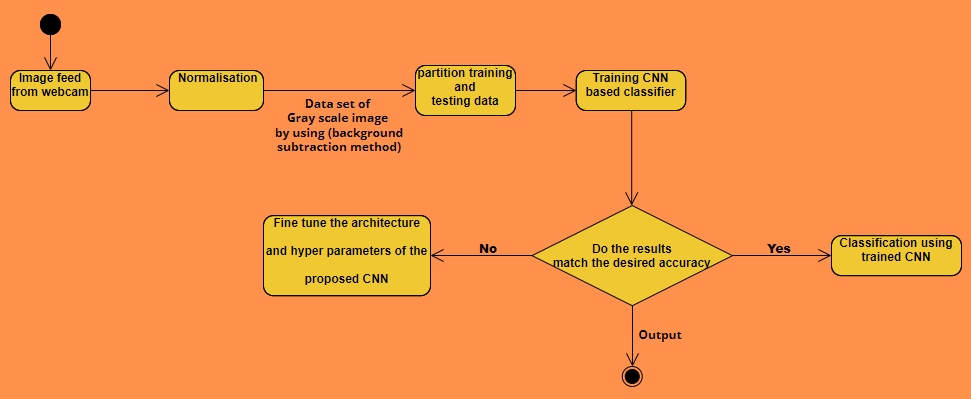 Image feed
from webcam
Normalisation
Data set of
Gray scale image
by using (background
subtraction method)
partition training
and
testing data
Training CNN
based classifier
Do the results
match the desired accuracy
No
Fine tune the architecture
and hyper parameters of the
proposed CNN
Yes
Classification using
trained CNN
Output